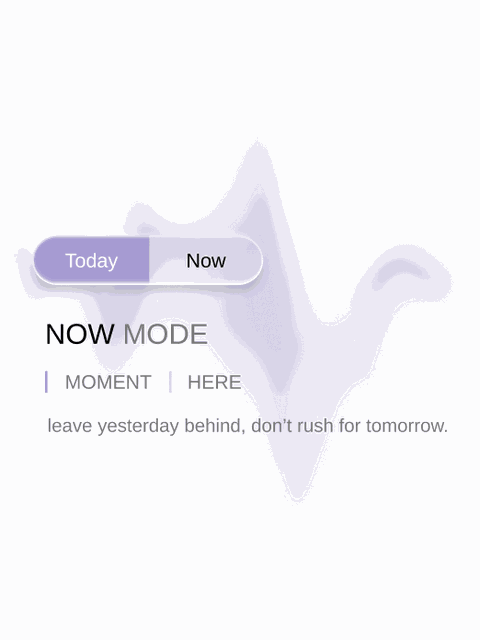 Today Now
NOW MODE
MOMENT HERE
leave yesterday behind, don’t rush for tomorrow.